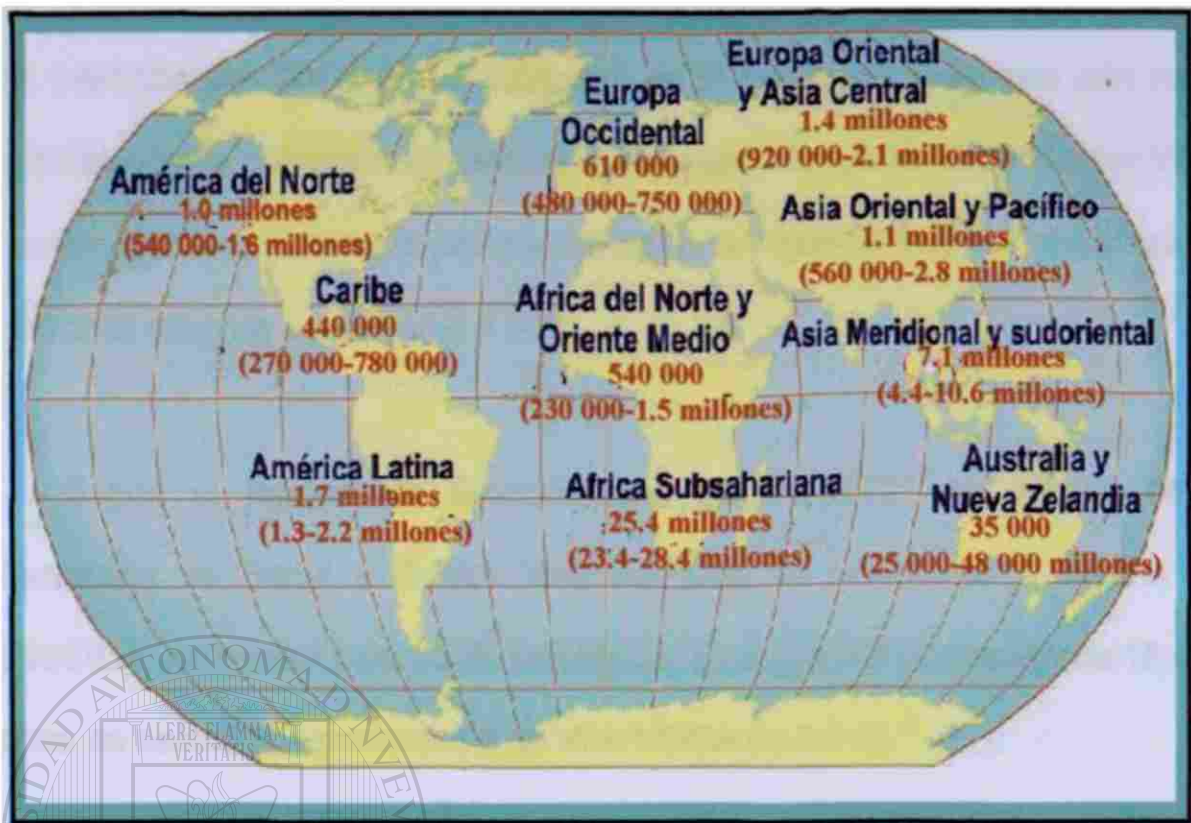 Europa Oriental
y Asia Central
1.4 millones
(920 000-2.1 millones)
Europa
Occidental
610 000
(480 000-750 000)
América del Norte
1.0 millones
(540 000-1.6 millones)
Asia Oriental y Pacífico
1.1 millones
(560 000-2.8 millones)
Caribe
440 000
(270 000-780 000)
Africa del Norte y
Oriente Medio
540 000
(230 000-1.5 millones)
Asia Meridional y sudoriental
7.1 millones
(4.4-10.6 millones)
América Latina
1.7 millones
(1.3-2.2 millones)
Africa Subsahariana
25.4 millones
(23.4-28.4 millones)
Australia y
Nueva Zelandia
35 000
(25 000-48 000 millones)
AVTONOMA
ALERE FLAMMAM
VERITATIS